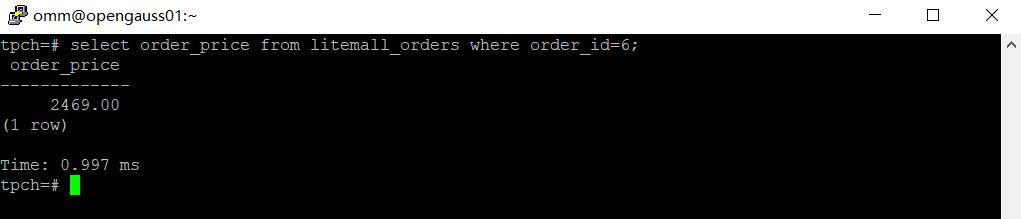 omm@opengauss01:~
tpch=# select order_price from litemall_orders where order_id=6;
 order_price
-------------
     2469.00
(1 row)

Time: 0.997 ms
tpch=#